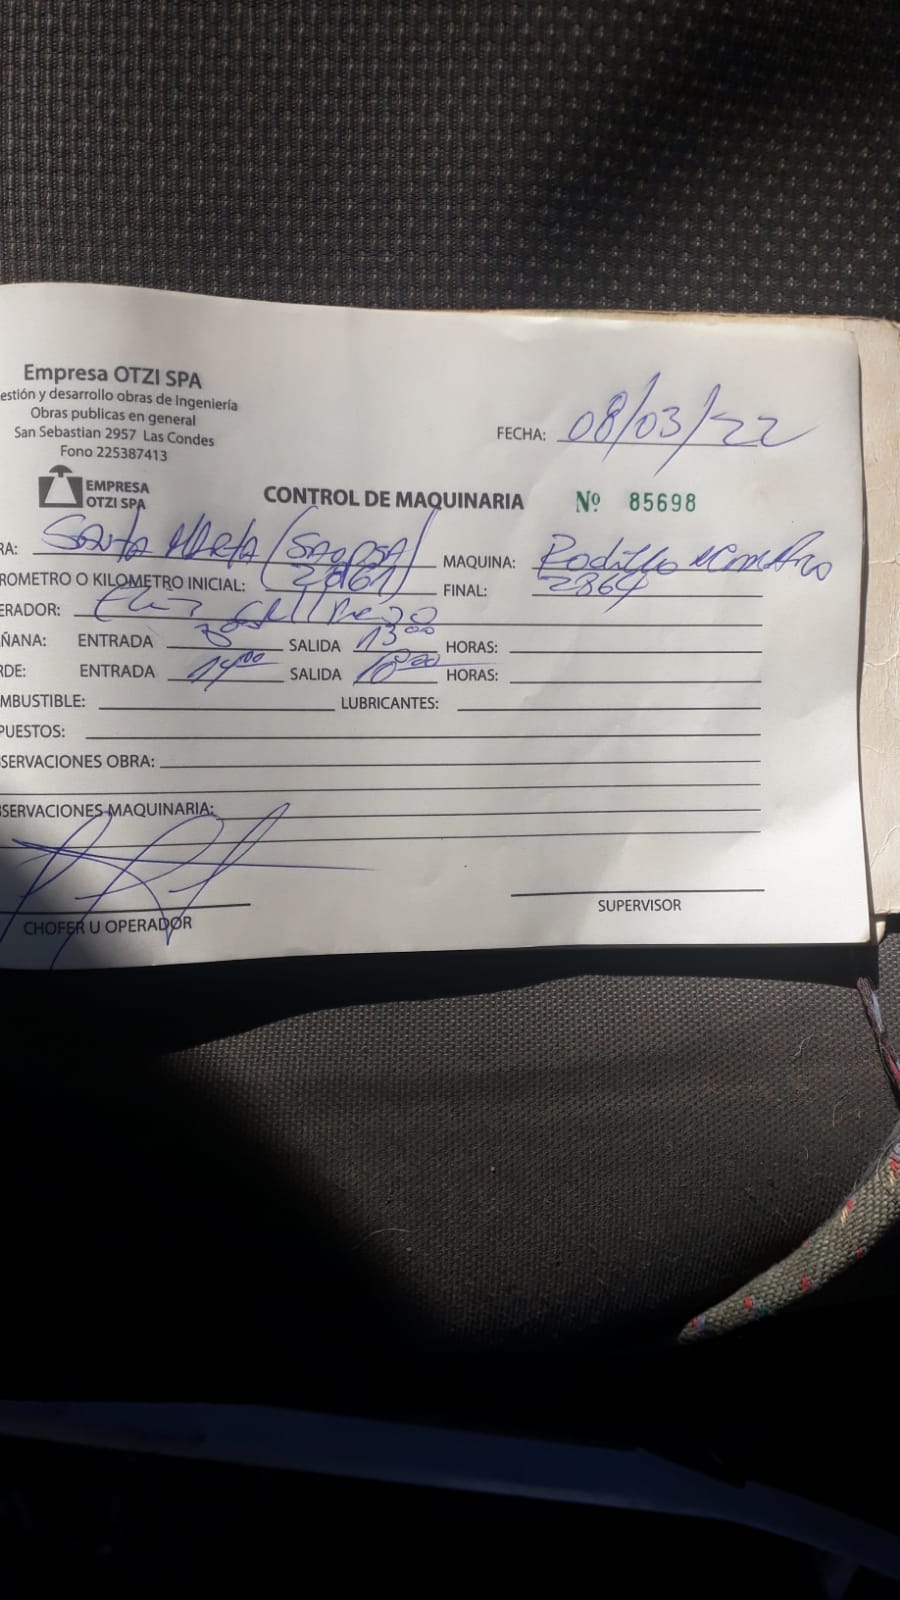 Empresa OTZI SPA
estión y desarrollo obras de Ingeniería
Obras publicas en general
San Sebastian 2957 Las Condes
Fono 225387413
FECHA: 08/03/22
EMPRESA
OTZI SPA
CONTROL DE MAQUINARIA Nº 85698
RA: Santa Marta MAQUINA: Rodillo
ROMETRO O KILOMETRO INICIAL: 2861 FINAL: 2864
ERADOR:
ÑANA: ENTRADA 8 SALIDA 13⁰⁰ HORAS:
RDE: ENTRADA 14⁰⁰ SALIDA 18⁰⁰ HORAS:
MBUSTIBLE: LUBRICANTES:
PUESTOS:
SERVACIONES OBRA:
SERVACIONES MAQUINARIA:
CHOFER U OPERADOR SUPERVISOR